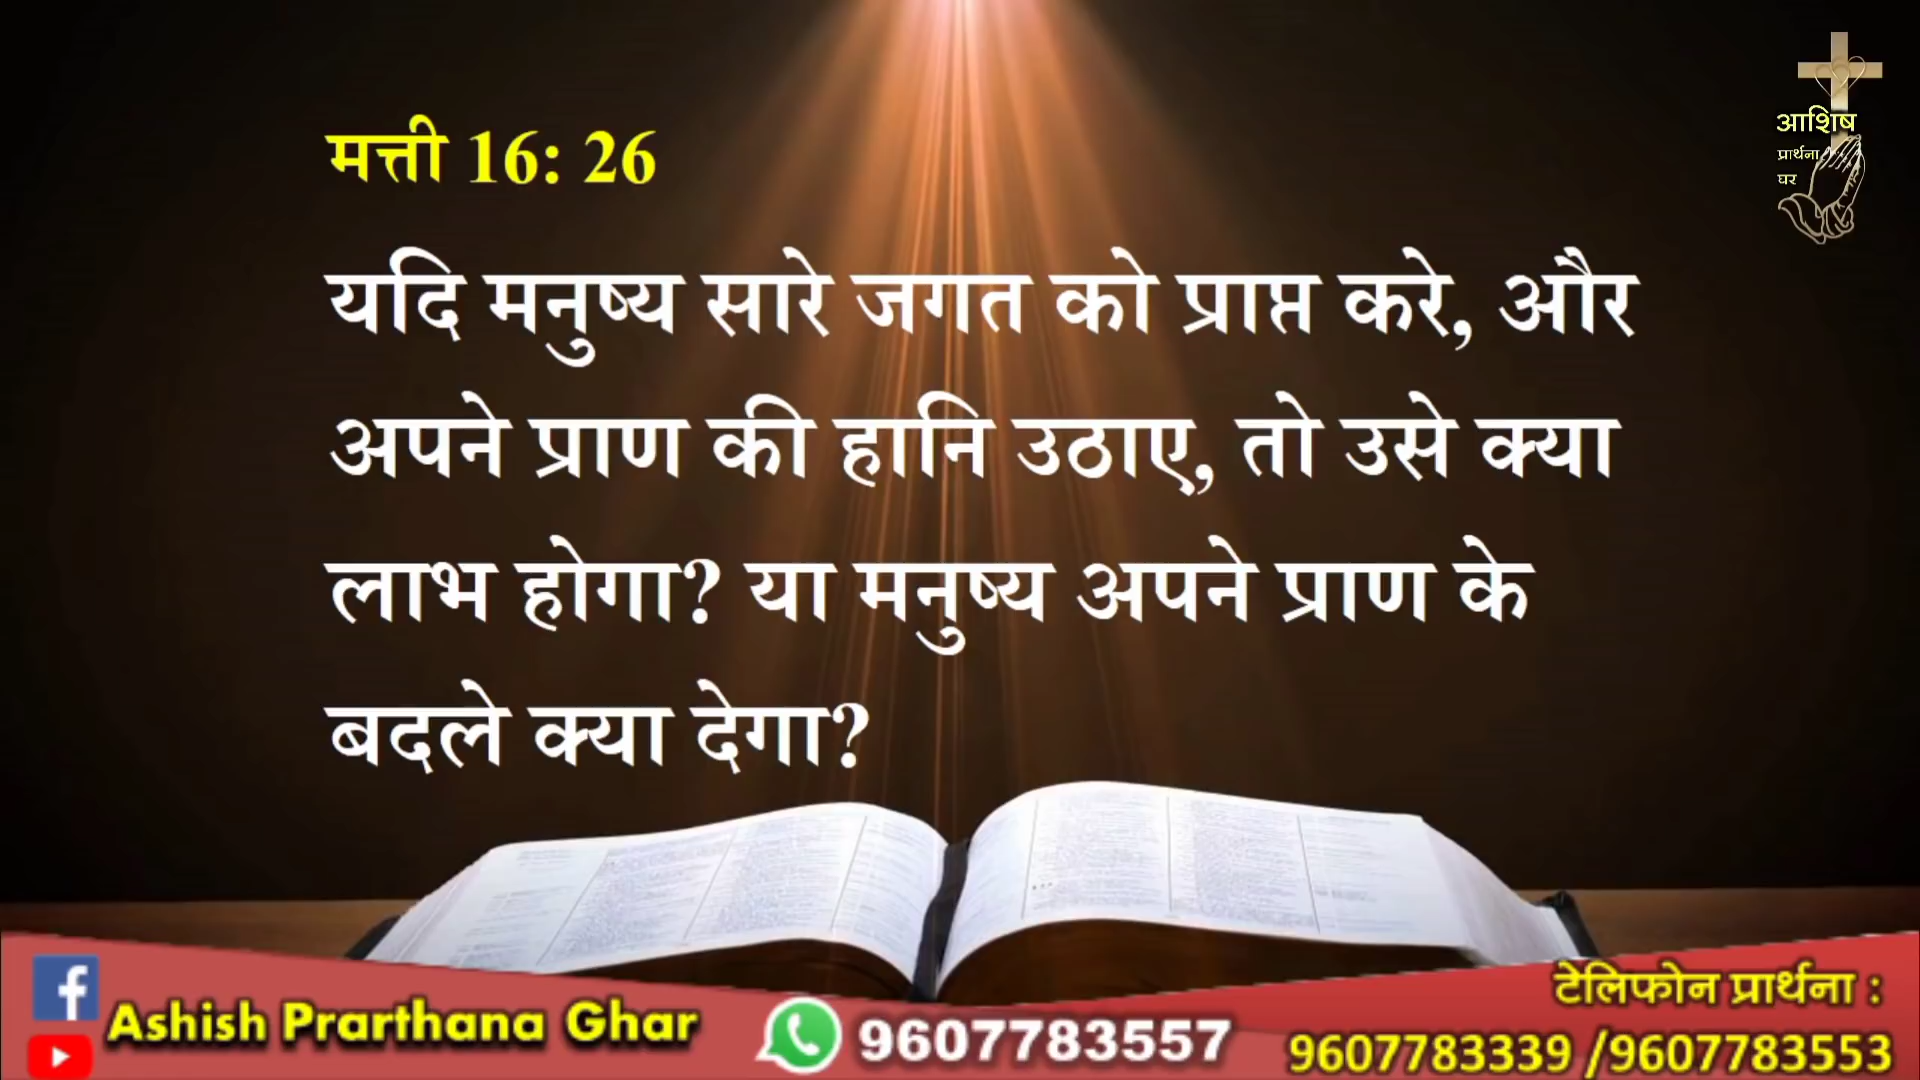 मत्ती 16: 26
यदि मनुष्य सारे जगत को प्राप्त करे, और
अपने प्राण की हानि उठाए, तो उसे क्या
लाभ होगा? या मनुष्य अपने प्राण के
बदले क्या देगा?
आशिष
प्रार्थना
घर
Ashish Prarthana Ghar
9607783557
टेलिफोन प्रार्थना :
9607783339 /9607783553